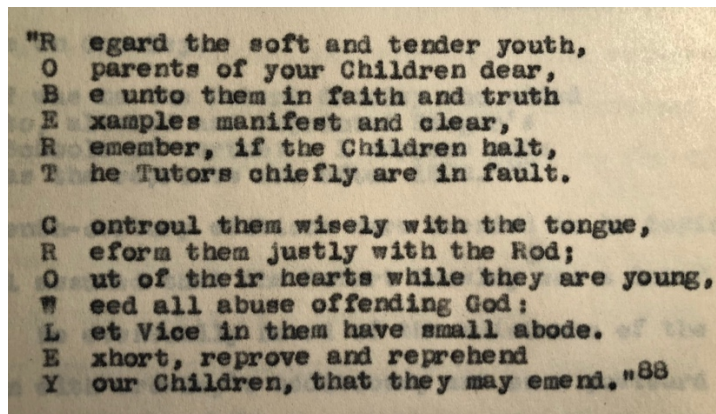 "R egard the soft and tender youth,
O parents of your Children dear,
B e unto them in faith and truth
E xamples manifest and clear,
R emember, if the Children halt,
T he Tutors chiefly are in fault.
C ontroul them wisely with the tongue,
R eform them justly with the Rod;
O ut of their hearts while they are young,
W eed all abuse offending God:
L et Vice in them have small abode.
E xhort, reprove and reprehend
Y our Children, that they may emend."88